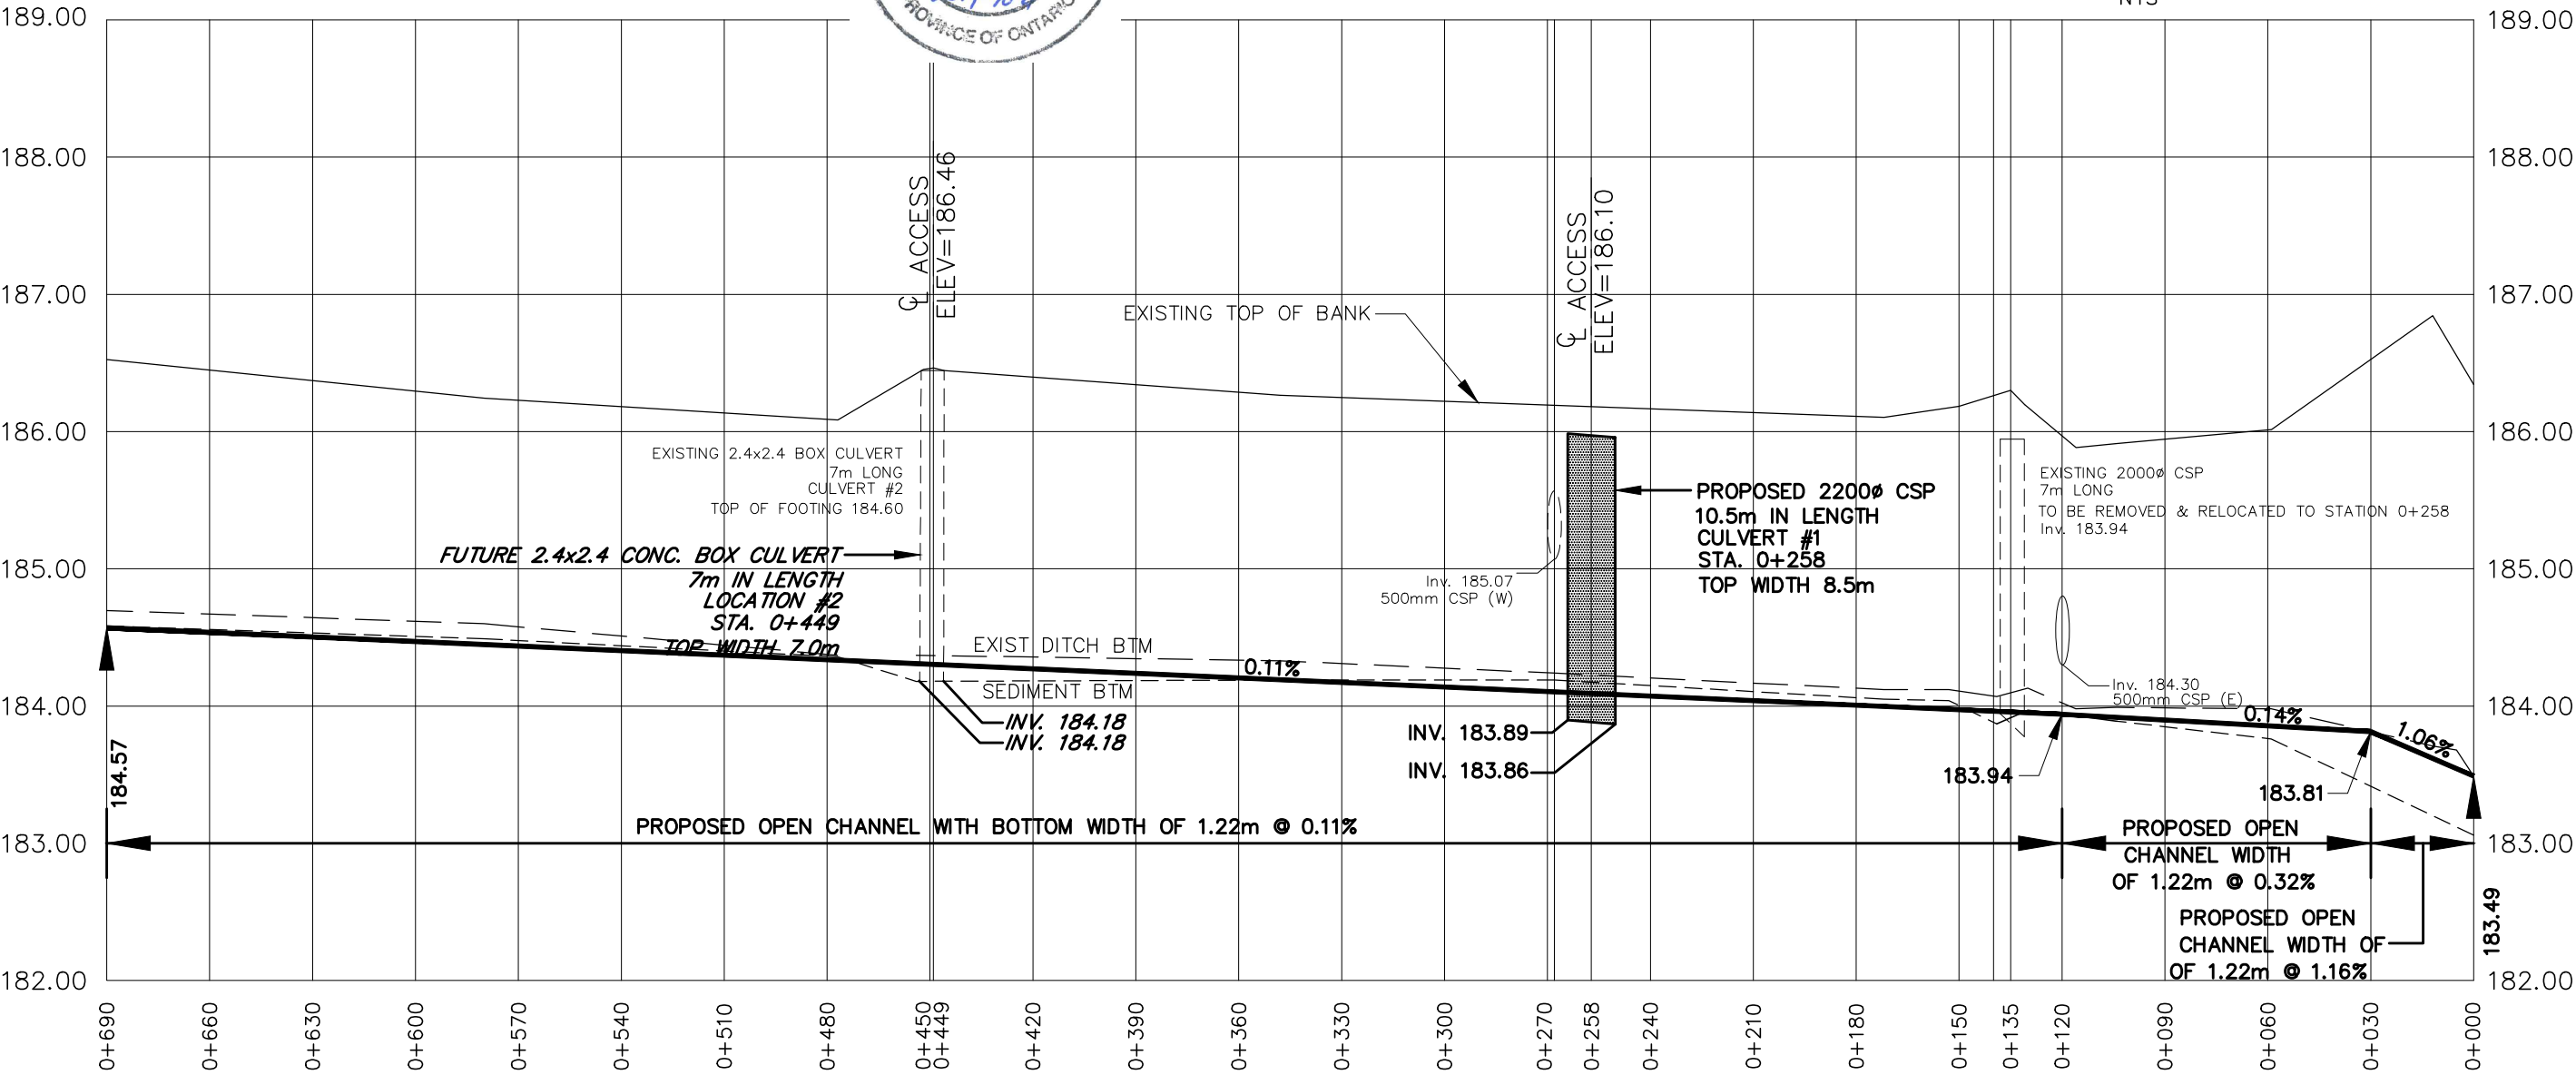 NTS
PROVINCE OF ONTARIO
189.00
188.00
187.00
186.00
185.00
184.00
183.00
182.00
189.00
188.00
187.00
186.00
185.00
184.00
183.00
182.00
℄ ACCESS
ELEV=186.46
℄ ACCESS
ELEV=186.10
EXISTING TOP OF BANK
EXISTING 2.4x2.4 BOX CULVERT
7m LONG
CULVERT #2
TOP OF FOOTING 184.60
FUTURE 2.4x2.4 CONC. BOX CULVERT
7m IN LENGTH
LOCATION #2
STA. 0+449
TOP WIDTH 7.0m
EXIST DITCH BTM
SEDIMENT BTM
INV. 184.18
INV. 184.18
0.11%
Inv. 185.07
500mm CSP (W)
PROPOSED 2200ø CSP
10.5m IN LENGTH
CULVERT #1
STA. 0+258
TOP WIDTH 8.5m
INV. 183.89
INV. 183.86
EXISTING 2000ø CSP
7m LONG
TO BE REMOVED & RELOCATED TO STATION 0+258
Inv. 183.94
Inv. 184.30
500mm CSP (E)
0.14%
1.06%
183.94
183.81
184.57
183.49
PROPOSED OPEN CHANNEL WITH BOTTOM WIDTH OF 1.22m @ 0.11%
PROPOSED OPEN
CHANNEL WIDTH
OF 1.22m @ 0.32%
PROPOSED OPEN
CHANNEL WIDTH OF
OF 1.22m @ 1.16%
0+690
0+660
0+630
0+600
0+570
0+540
0+510
0+480
0+450
0+449
0+420
0+390
0+360
0+330
0+300
0+270
0+258
0+240
0+210
0+180
0+150
0+135
0+120
0+090
0+060
0+030
0+000